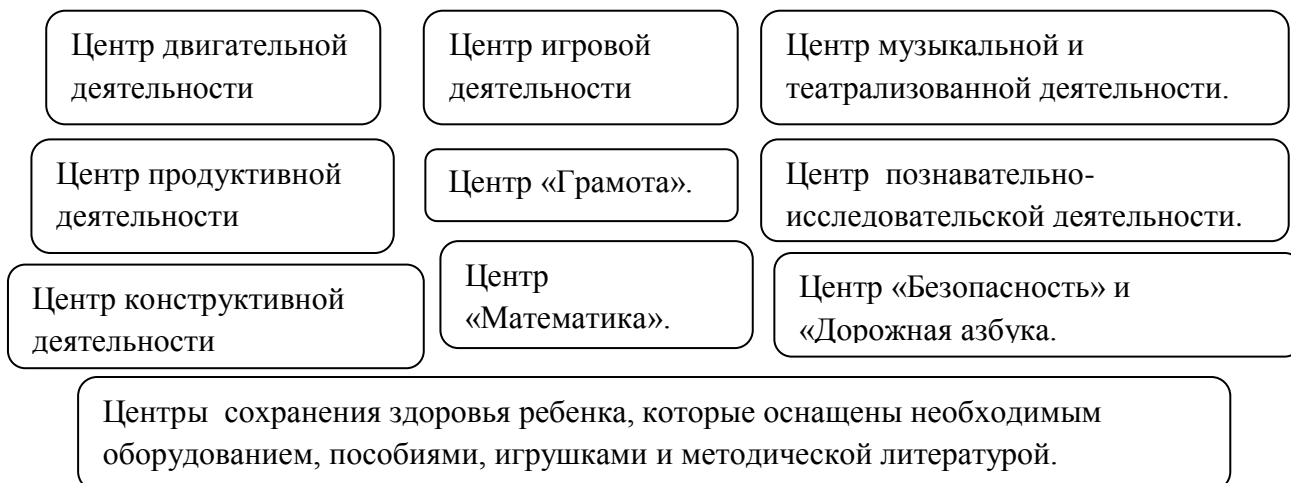 Центр двигательной
деятельности
Центр игровой
деятельности
Центр музыкальной и
театрализованной деятельности.
Центр продуктивной
деятельности
Центр «Грамота».
Центр познавательно-
исследовательской деятельности.
Центр конструктивной
деятельности
Центр
«Математика».
Центр «Безопасность» и
«Дорожная азбука.
Центры сохранения здоровья ребенка, которые оснащены необходимым
оборудованием, пособиями, игрушками и методической литературой.